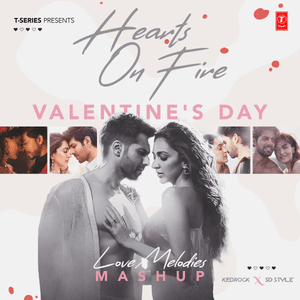 T-SERIES PRESENTS
Hearts
On Fire
VALENTINE'S DAY
Love Melodies
MASHUP
KEDROCK X SD STYLE